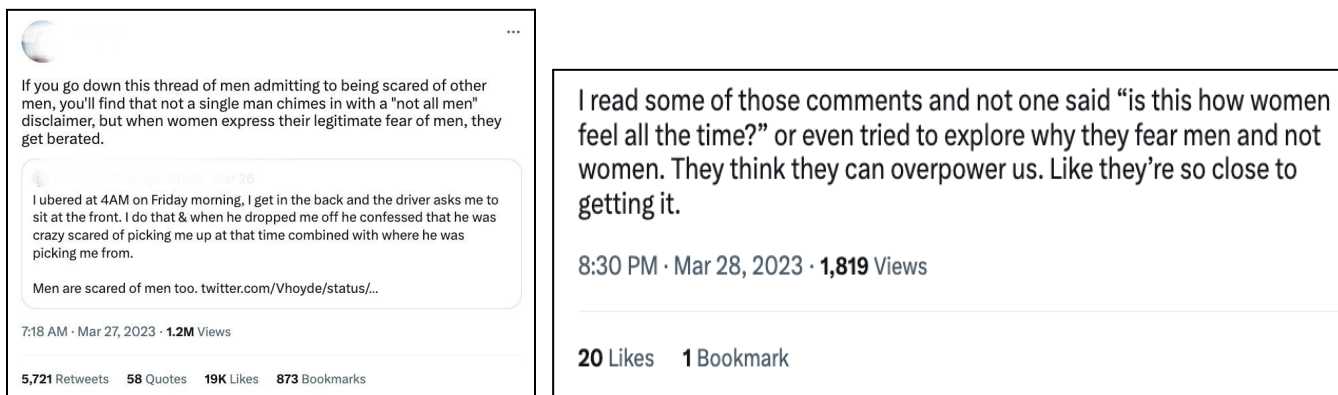 If you go down this thread of men admitting to being scared of other
men, you'll find that not a single man chimes in with a "not all men"
disclaimer, but when women express their legitimate fear of men, they
get berated.
Mar 26
I ubered at 4AM on Friday morning, I get in the back and the driver asks me to
sit at the front. I do that & when he dropped me off he confessed that he was
crazy scared of picking me up at that time combined with where he was
picking me from.
Men are scared of men too. twitter.com/Vhoyde/status/...
7:18 AM · Mar 27, 2023 · 1.2M Views
5,721 Retweets 58 Quotes 19K Likes 873 Bookmarks
I read some of those comments and not one said “is this how women
feel all the time?” or even tried to explore why they fear men and not
women. They think they can overpower us. Like they’re so close to
getting it.
8:30 PM · Mar 28, 2023 · 1,819 Views
20 Likes 1 Bookmark